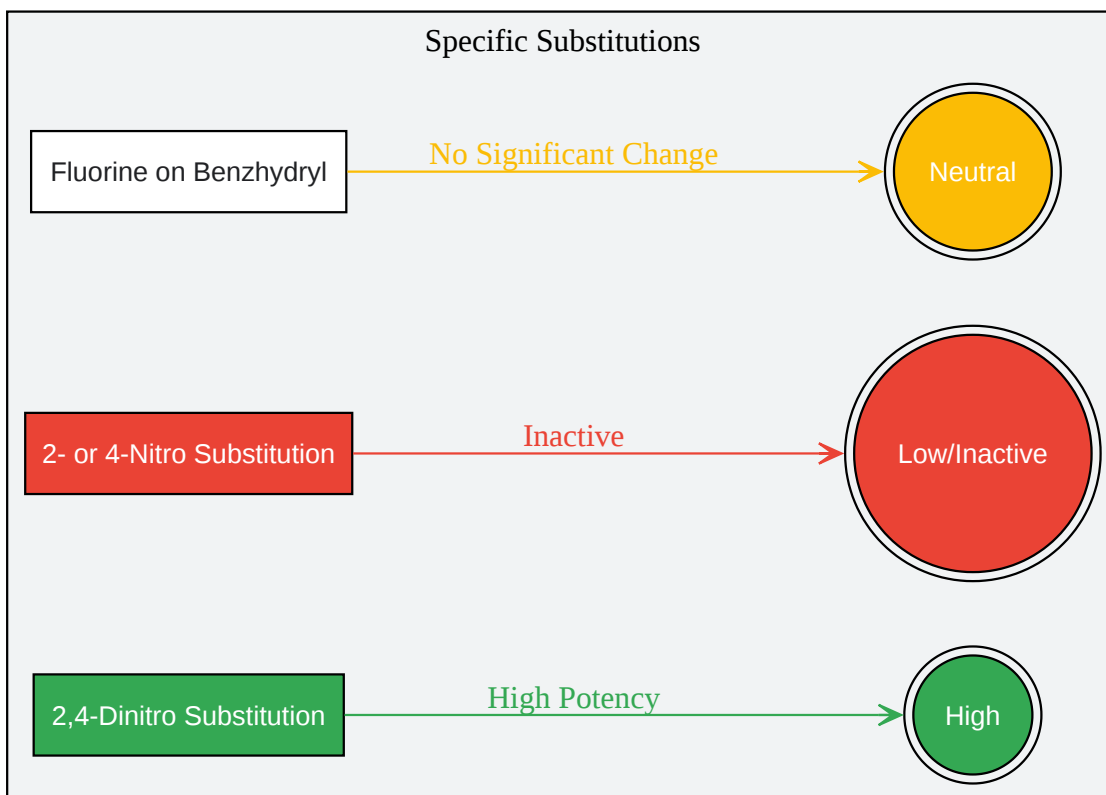 Specific Substitutions
Fluorine on Benzhydryl
No Significant Change
Neutral
2- or 4-Nitro Substitution
Inactive
Low/Inactive
2,4-Dinitro Substitution
High Potency
High